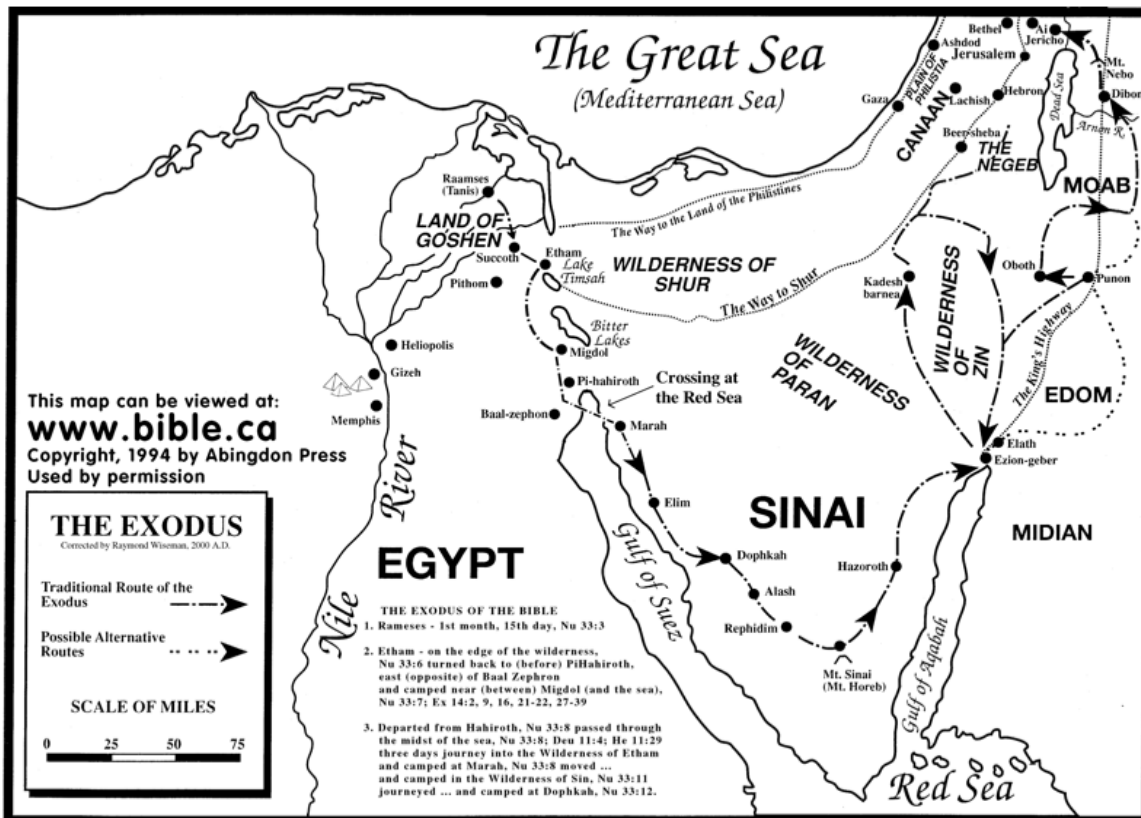 The Great Sea
(Mediterranean Sea)
Bethel
Ai
Jericho
Ashdod
Jerusalem
Mt.
Nebo
PLAIN OF
PHILISTIA
Gaza
Lachish
Hebron
Dead Sea
Dibon
CANAAN
Arnon R.
Beer-sheba
THE
NEGEB
MOAB
Raamses
(Tanis)
The Way to the Land of the Philistines
LAND OF
GOSHEN
Succoth
Etham
Lake
Timsah
WILDERNESS OF
SHUR
The Way to Shur
Pithom
Kadesh
barnea
WILDERNESS
OF
ZIN
Oboth
Punon
The King's Highway
Bitter
Lakes
Heliopolis
Migdol
WILDERNESS
OF
PARAN
Gizeh
Pi-hahiroth
Crossing at
the Red Sea
EDOM
Memphis
Baal-zephon
Marah
Elath
Ezion-geber
This map can be viewed at:
www.bible.ca
Copyright, 1994 by Abingdon Press
Used by permission
Nile River
Elim
SINAI
MIDIAN
EGYPT
Gulf of Suez
Dophkah
Hazoroth
Alash
Rephidim
Mt. Sinai
(Mt. Horeb)
Gulf of Aqabah
Red Sea
THE EXODUS
Corrected by Raymond Wiseman, 2000 A.D.
Traditional Route of the
Exodus
Possible Alternative
Routes
SCALE OF MILES
0 25 50 75
THE EXODUS OF THE BIBLE
1. Rameses - 1st month, 15th day, Nu 33:3
2. Etham - on the edge of the wilderness,
Nu 33:6 turned back to (before) PiHahiroth,
east (opposite) of Baal Zephron
and camped near (between) Migdol (and the sea),
Nu 33:7; Ex 14:2, 9, 16, 21-22, 27-39
3. Departed from Hahiroth, Nu 33:8 passed through
the midst of the sea, Nu 33:8; Deu 11:4; He 11:29
three days journey into the Wilderness of Etham
and camped at Marah, Nu 33:8 moved ...
and camped in the Wilderness of Sin, Nu 33:11
journeyed ... and camped at Dophkah, Nu 33:12.